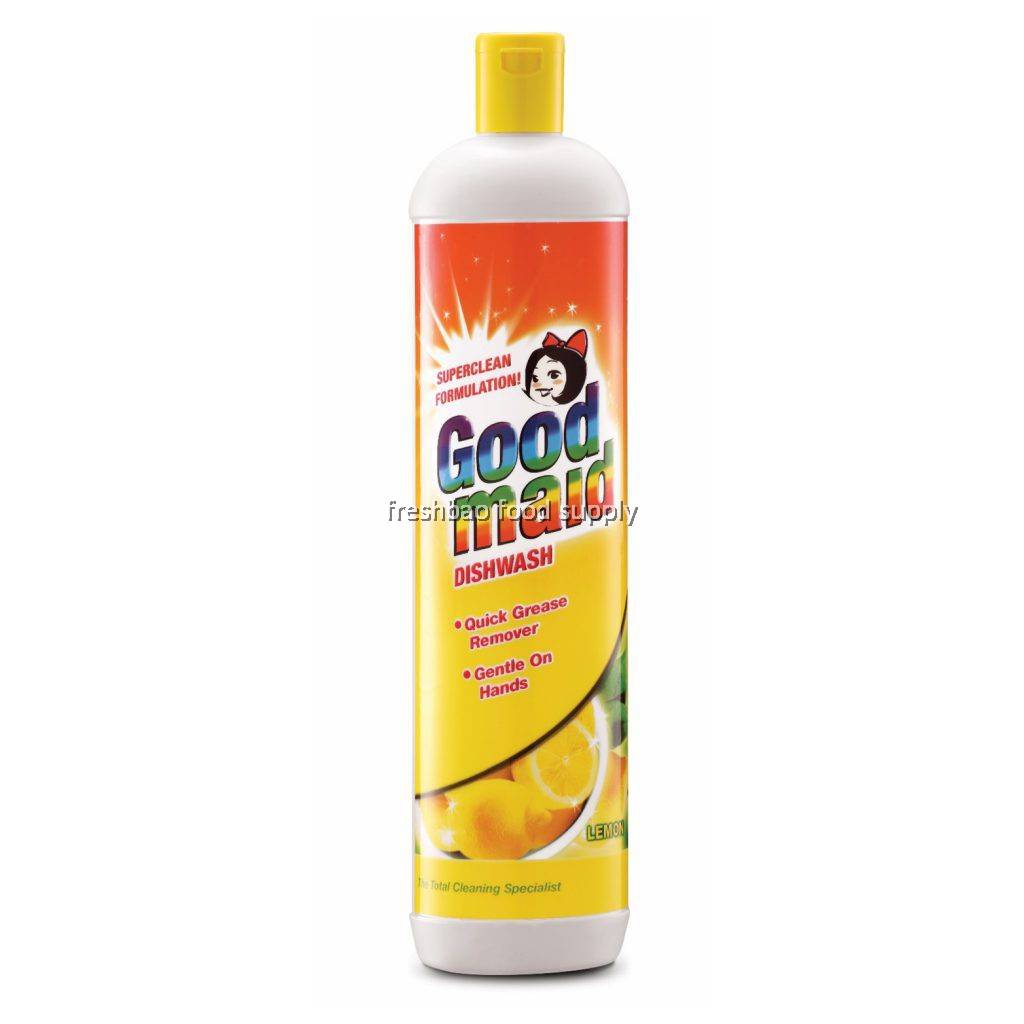 SUPERCLEAN
FORMULATION!
Good
maid
freshbao food supply
DISHWASH
• Quick Grease
Remover
• Gentle On
Hands
LEMON
The Total Cleaning Specialist